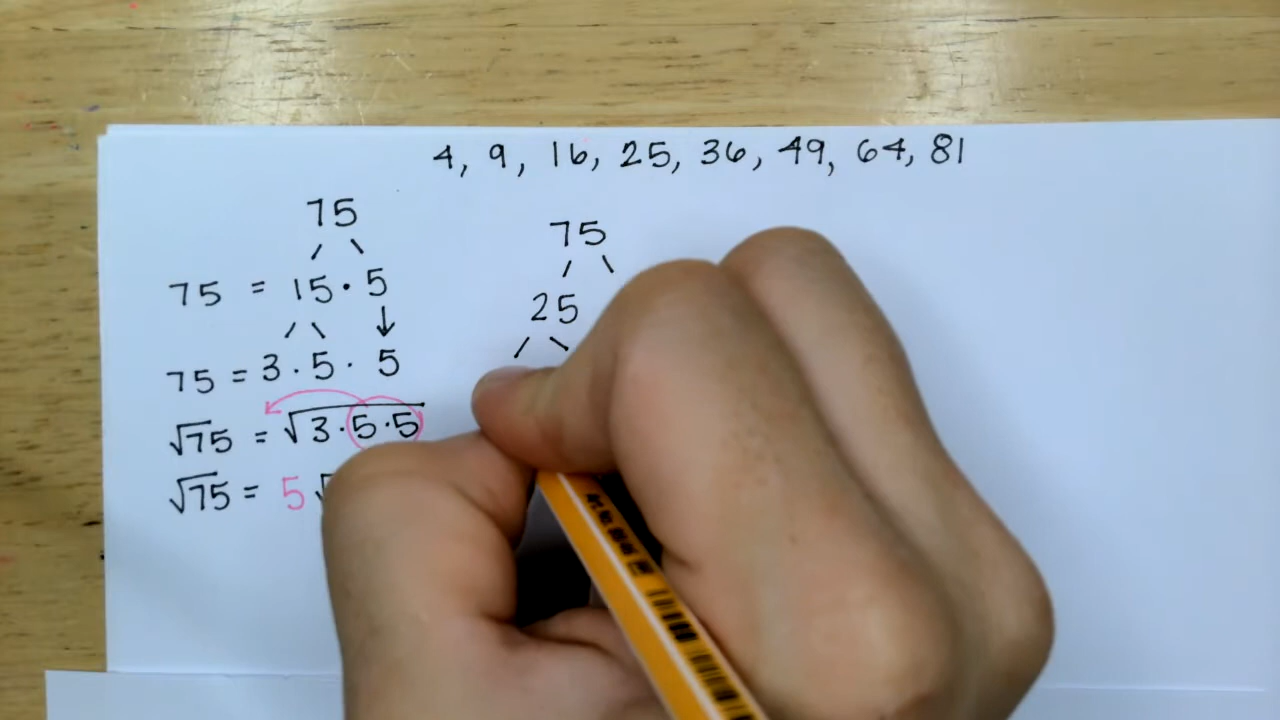 4, 9, 16, 25, 36, 49, 64, 81
75
75 = 15 · 5
75 = 3 · 5 · 5
√75 = √3·5·5
√75 = 5 √
75
25